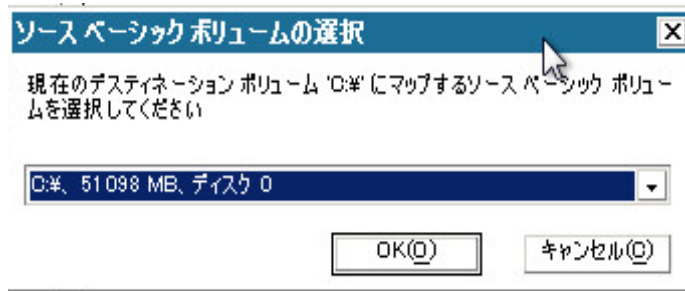 ソース ベーシック ボリュームの選択
現在のデスティネーション ボリューム 'C:¥' にマップするソース ベーシック ボリュー
ムを選択してください
C:¥、51098 MB、ディスク 0
OK(O)
キャンセル(C)